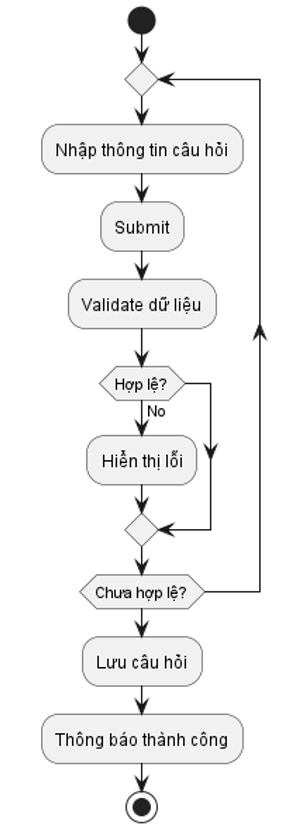 Nhập thông tin câu hỏi
Submit
Validate dữ liệu
Hợp lệ?
No
Hiển thị lỗi
Chưa hợp lệ?
Lưu câu hỏi
Thông báo thành công